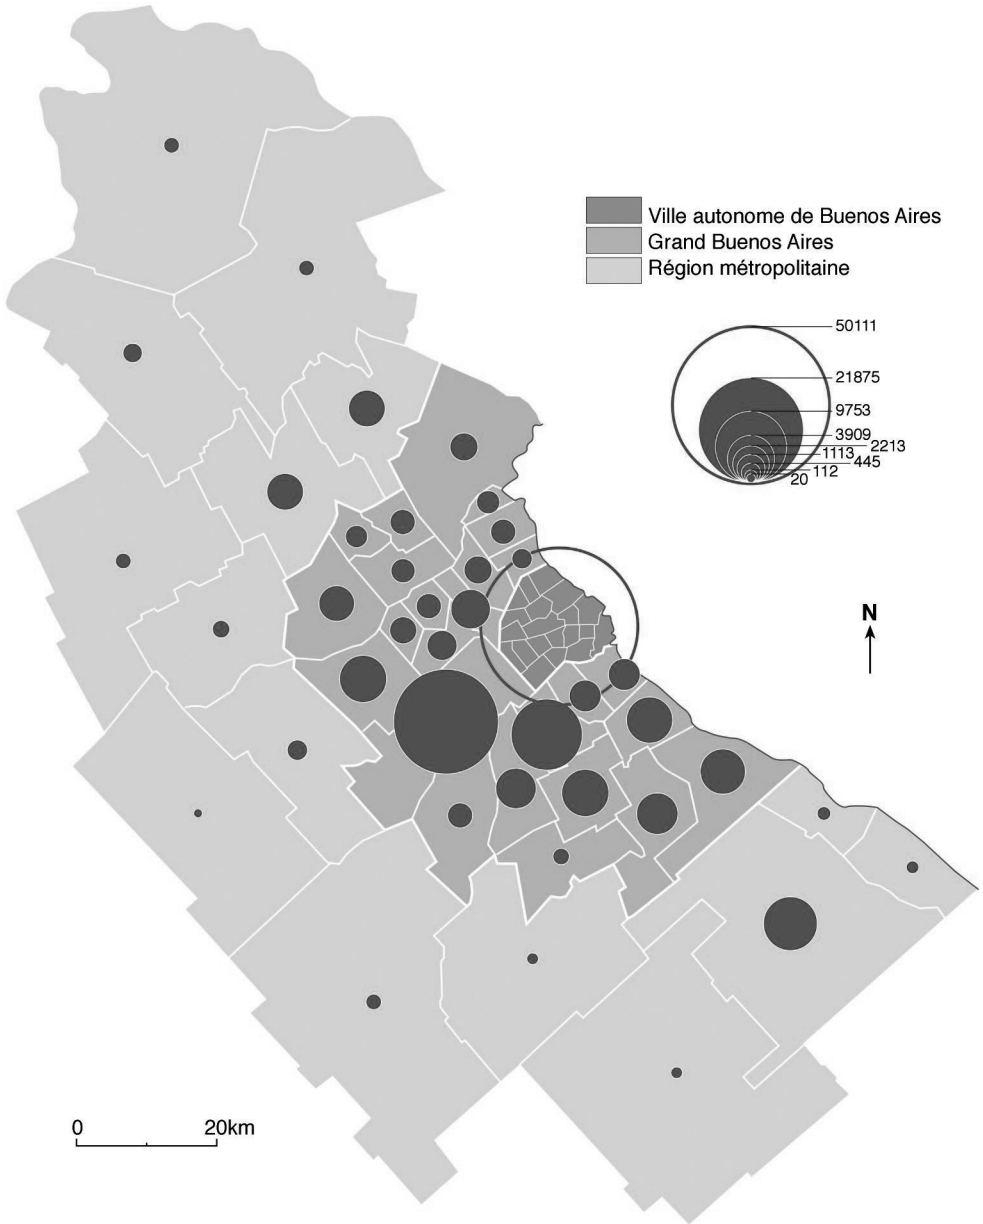 Ville autonome de Buenos Aires
Grand Buenos Aires
Région métropolitaine
50111
21875
9753
3909
2213
1113
445
112
20
N
0 20km